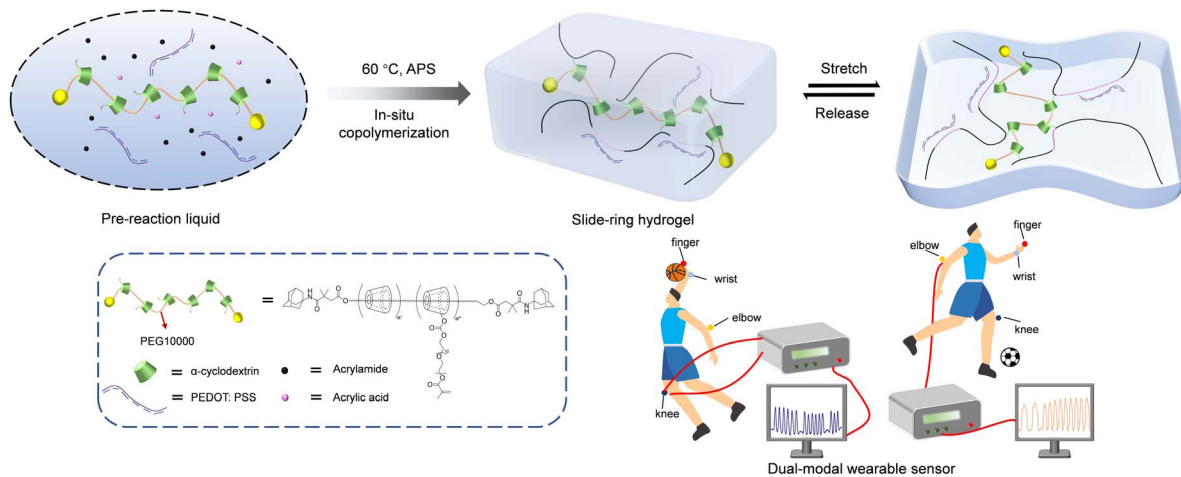 60 °C, APS
In-situ
copolymerization
Stretch
Release
Pre-reaction liquid
Slide-ring hydrogel
PEG10000
=
= α-cyclodextrin
= Acrylamide
= PEDOT: PSS
= Acrylic acid
finger
wrist
elbow
knee
elbow
finger
wrist
knee
Dual-modal wearable sensor